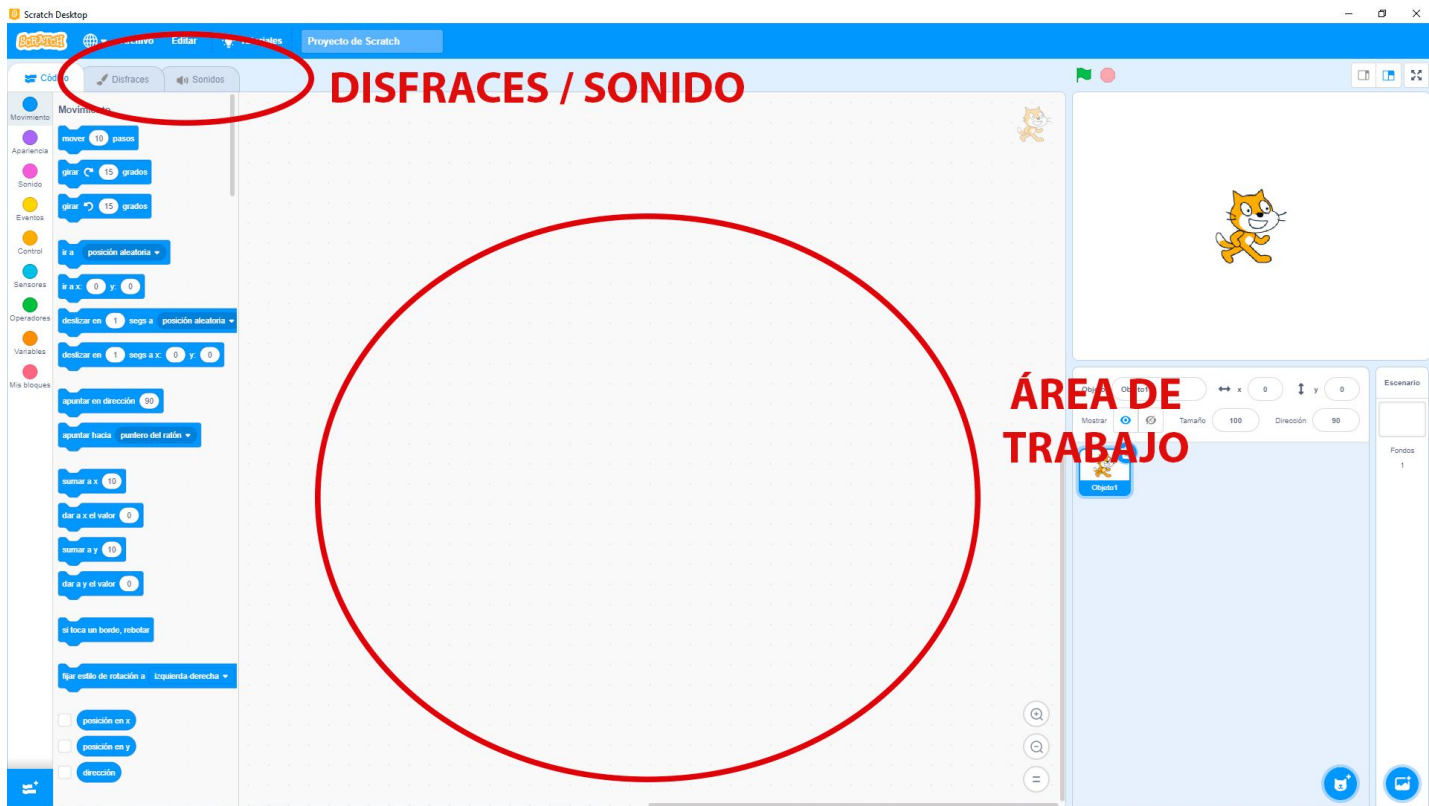 Scratch Desktop
SCRATCH
Archivo Editar Tutoriales Proyecto de Scratch
Código Disfraces Sonidos
DISFRACES / SONIDO
Movimiento
Apariencia
Sonido
Eventos
Control
Sensores
Operadores
Variables
Mis bloques
Movimiento
mover 10 pasos
girar 15 grados
girar 15 grados
ir a posición aleatoria
ir a x: 0 y: 0
deslizar en 1 segs a posición aleatoria
deslizar en 1 segs a x: 0 y: 0
apuntar en dirección 90
apuntar hacia puntero del ratón
sumar a x 10
dar a x el valor 0
sumar a y 10
dar a y el valor 0
si toca un borde, rebotar
fijar estilo de rotación a izquierda-derecha
posición en x
posición en y
dirección
ÁREA DE
TRABAJO
Objeto Objeto1 x 0 y 0
Mostrar Tamaño 100 Dirección 90
Objeto1
Escenario
Fondos
1